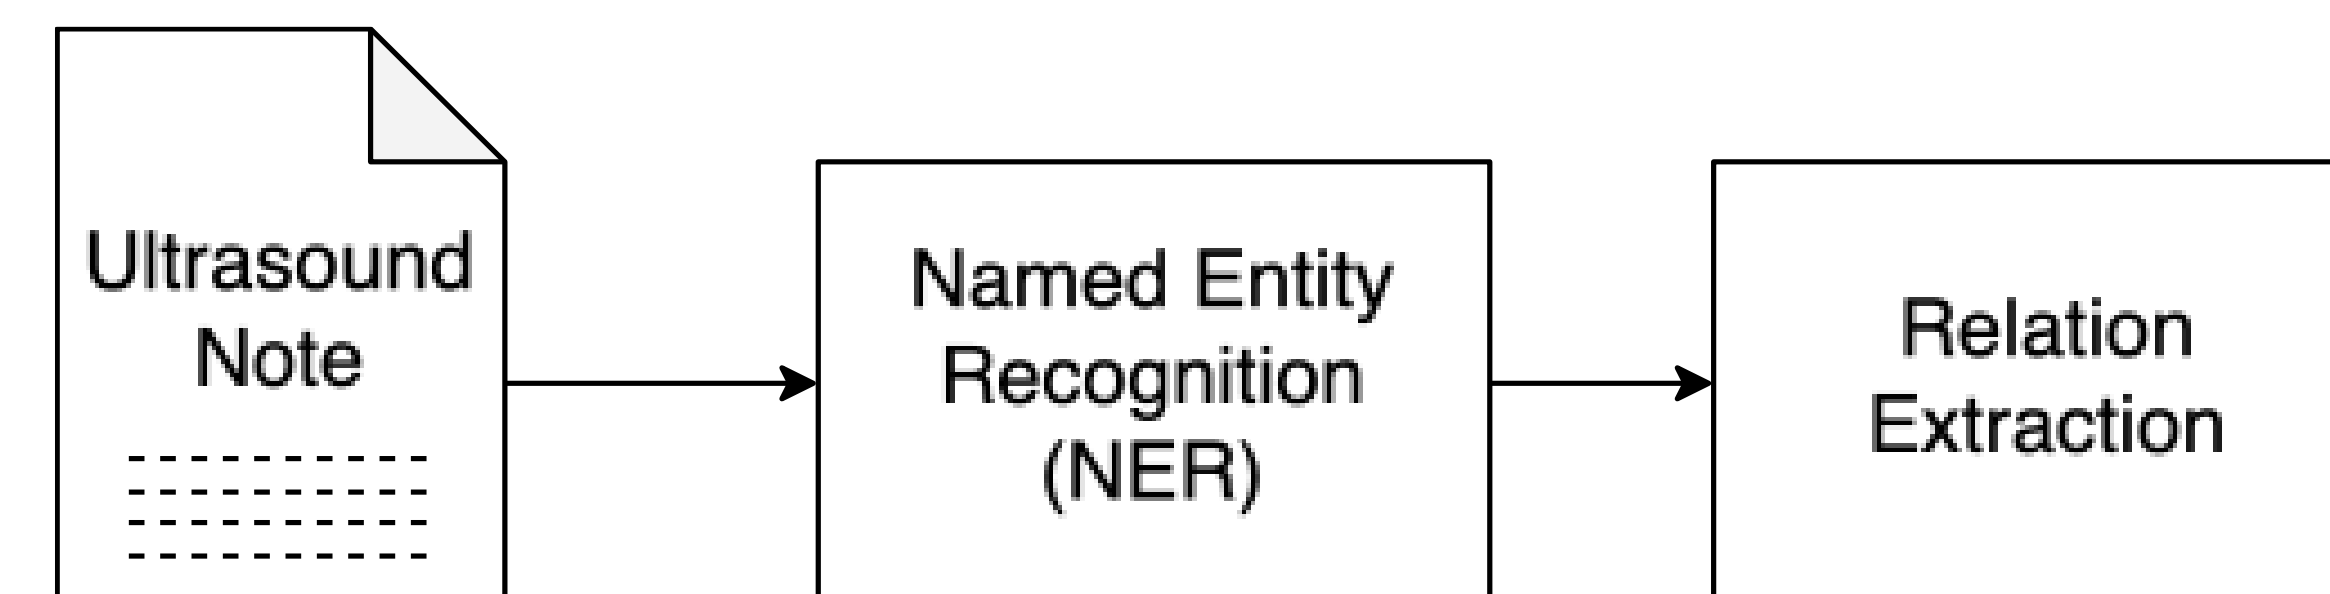 Ultrasound
Note
Named Entity
Recognition
(NER)
Relation
Extraction